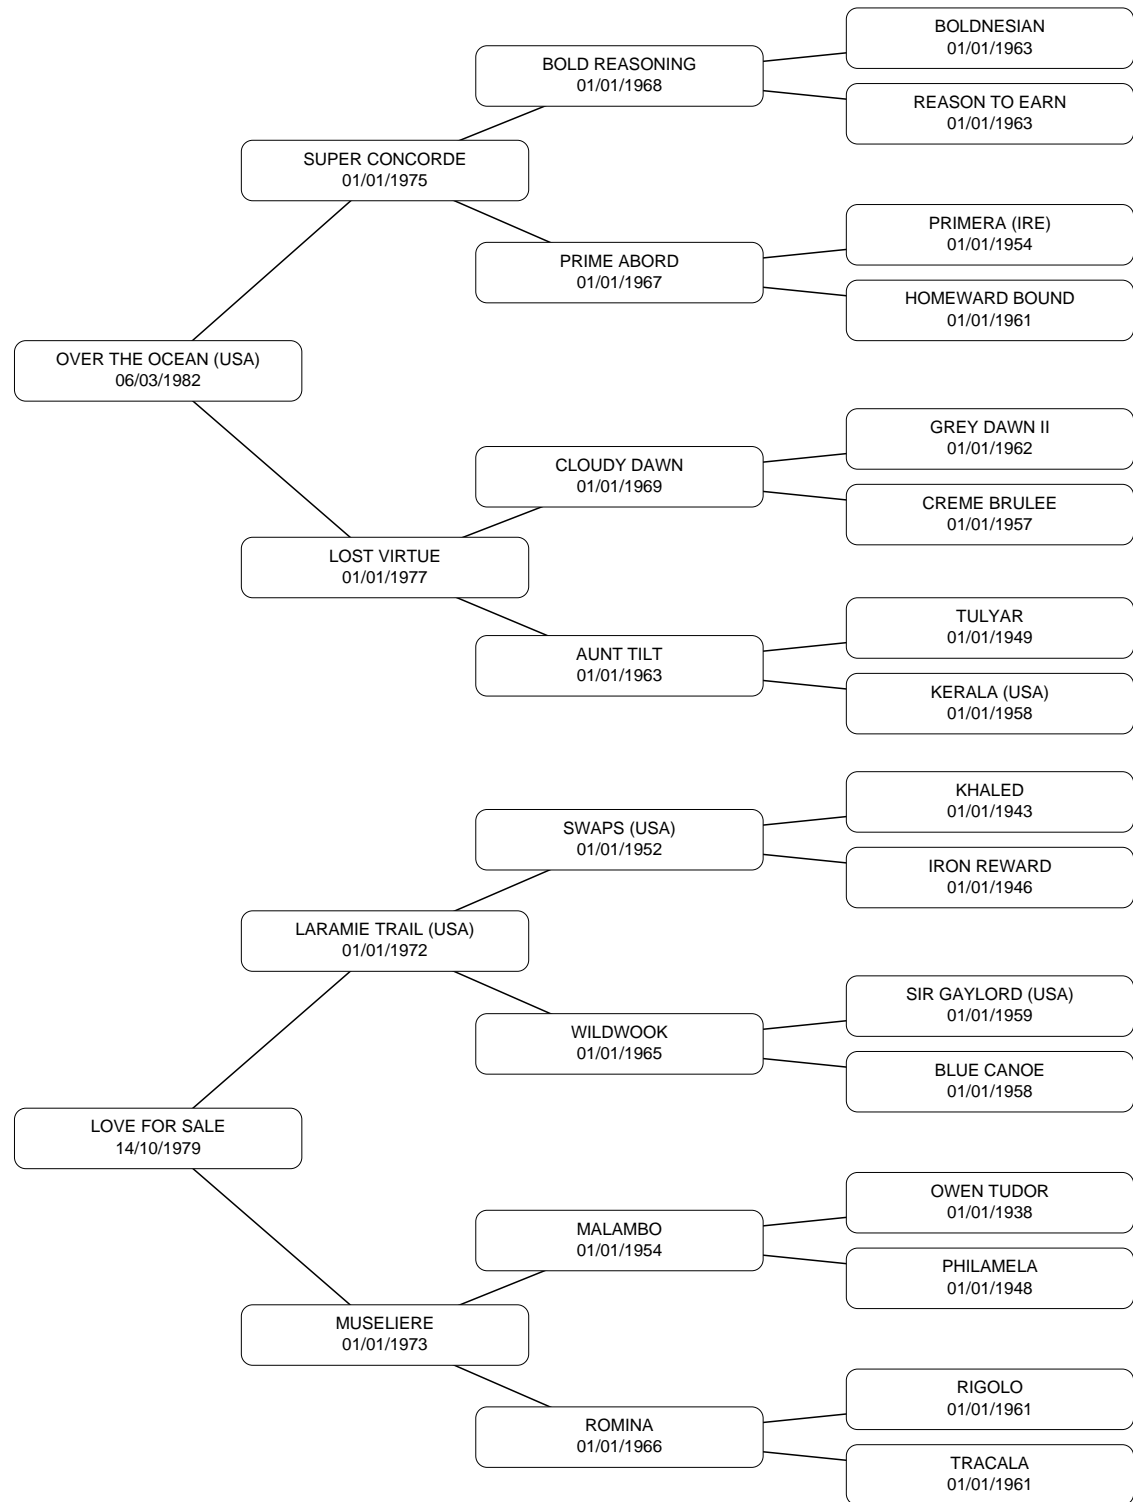 BOLDNESIAN
01/01/1963
BOLD REASONING
01/01/1968
REASON TO EARN
01/01/1963
SUPER CONCORDE
01/01/1975
PRIMERA (IRE)
01/01/1954
PRIME ABORD
01/01/1967
HOMEWARD BOUND
01/01/1961
OVER THE OCEAN (USA)
06/03/1982
GREY DAWN II
01/01/1962
CLOUDY DAWN
01/01/1969
CREME BRULEE
01/01/1957
LOST VIRTUE
01/01/1977
TULYAR
01/01/1949
AUNT TILT
01/01/1963
KERALA (USA)
01/01/1958
KHALED
01/01/1943
SWAPS (USA)
01/01/1952
IRON REWARD
01/01/1946
LARAMIE TRAIL (USA)
01/01/1972
SIR GAYLORD (USA)
01/01/1959
WILDWOOK
01/01/1965
BLUE CANOE
01/01/1958
LOVE FOR SALE
14/10/1979
OWEN TUDOR
01/01/1938
MALAMBO
01/01/1954
PHILAMELA
01/01/1948
MUSELIERE
01/01/1973
RIGOLO
01/01/1961
ROMINA
01/01/1966
TRACALA
01/01/1961